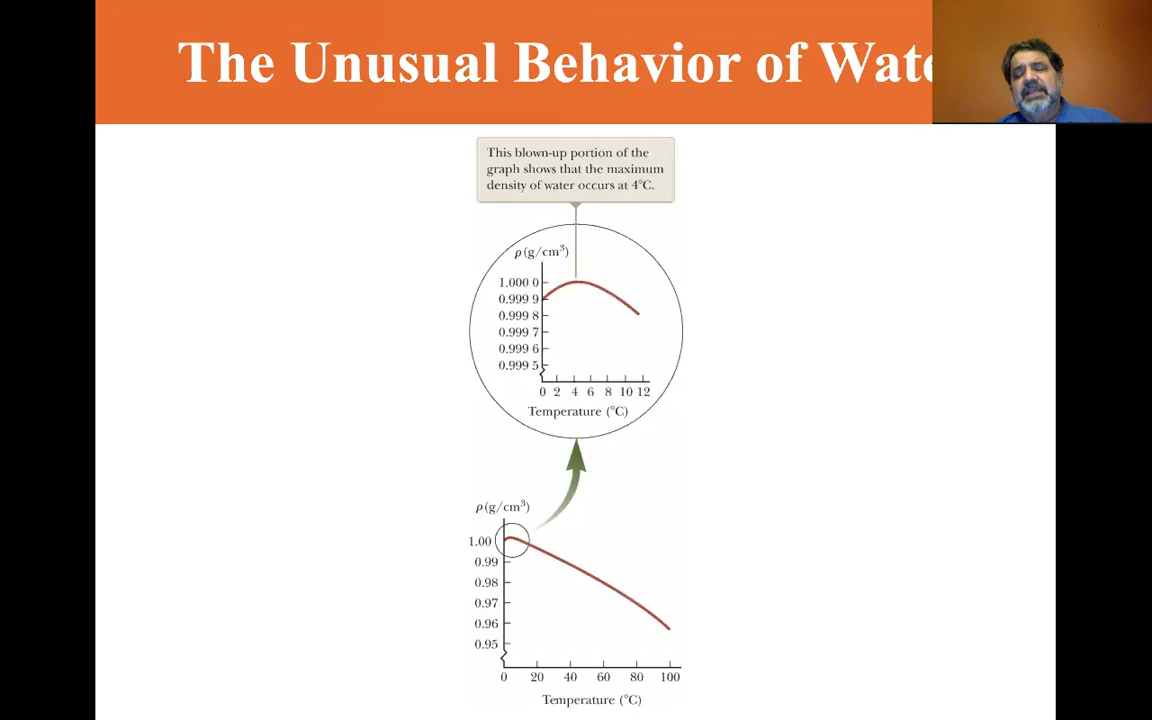 The Unusual Behavior of Wate
This blown-up portion of the
graph shows that the maximum
density of water occurs at 4°C.
ρ (g/cm³)
1.000 0
0.999 9
0.999 8
0.999 7
0.999 6
0.999 5
0 2 4 6 8 10 12
Temperature (°C)
ρ (g/cm³)
1.00
0.99
0.98
0.97
0.96
0.95
0 20 40 60 80 100
Temperature (°C)